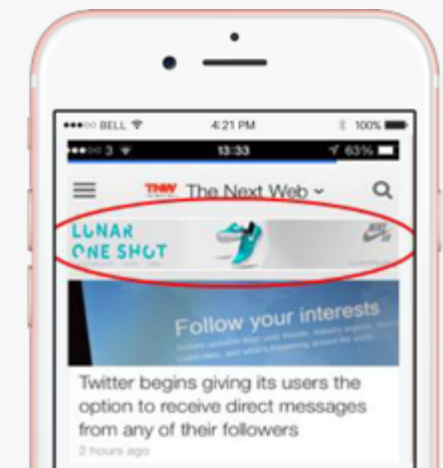 BELL 4:21 PM 100%
3 13:33 63%
TNW The Next Web
LUNAR
ONE SHOT
Follow your interests
Twitter begins giving its users the
option to receive direct messages
from any of their followers
2 hours ago